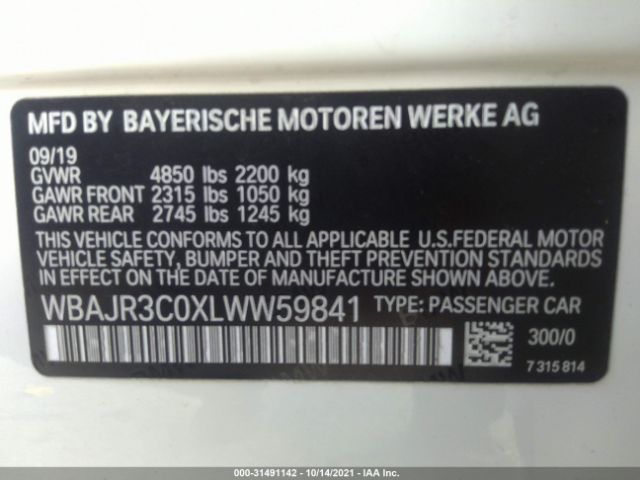 MFD BY BAYERISCHE MOTOREN WERKE AG
09/19
GVWR 4850 lbs 2200 kg
GAWR FRONT 2315 lbs 1050 kg
GAWR REAR 2745 lbs 1245 kg
THIS VEHICLE CONFORMS TO ALL APPLICABLE U.S.FEDERAL MOTOR
VEHICLE SAFETY, BUMPER AND THEFT PREVENTION STANDARDS
IN EFFECT ON THE DATE OF MANUFACTURE SHOWN ABOVE.
WBAJR3C0XLWW59841 TYPE: PASSENGER CAR
300/0
7 315 814
000-31491142 - 10/14/2021 - IAAI.com